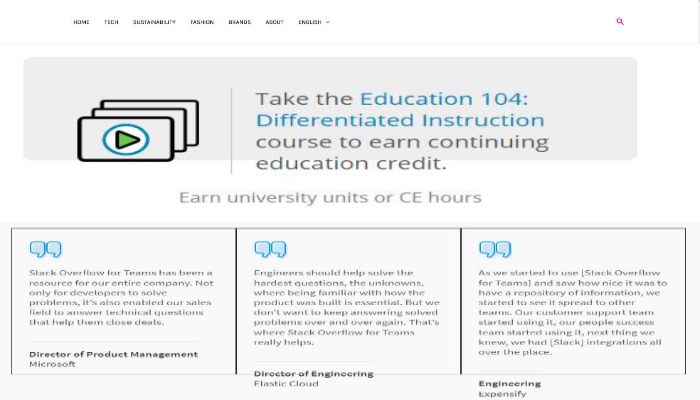 HOME TECH SUSTAINABILITY FASHION BRANDS ABOUT ENGLISH
Take the Education 104:
Differentiated Instruction
course to earn continuing
education credit.
Earn university units or CE hours
Stack Overflow for Teams has been a
resource for our entire company. Not
only for developers to solve
problems, it's also enabled our sales
field to answer technical questions
that help them close deals.
Director of Product Management
Microsoft
Engineers should help solve the
hardest questions, the unknowns,
where being familiar with how the
product was built is essential. But we
don't want to keep answering solved
problems over and over again. That's
where Stack Overflow for Teams
really helps.
Director of Engineering
Elastic Cloud
As we started to use [Stack Overflow
for Teams] and saw how nice it was to
have a repository of information, we
started to see it spread to other
teams. Our customer support team
started using it, our people success
team started using it, next thing we
knew, we had [Slack] integrations all
over the place.
Engineering
Expensify